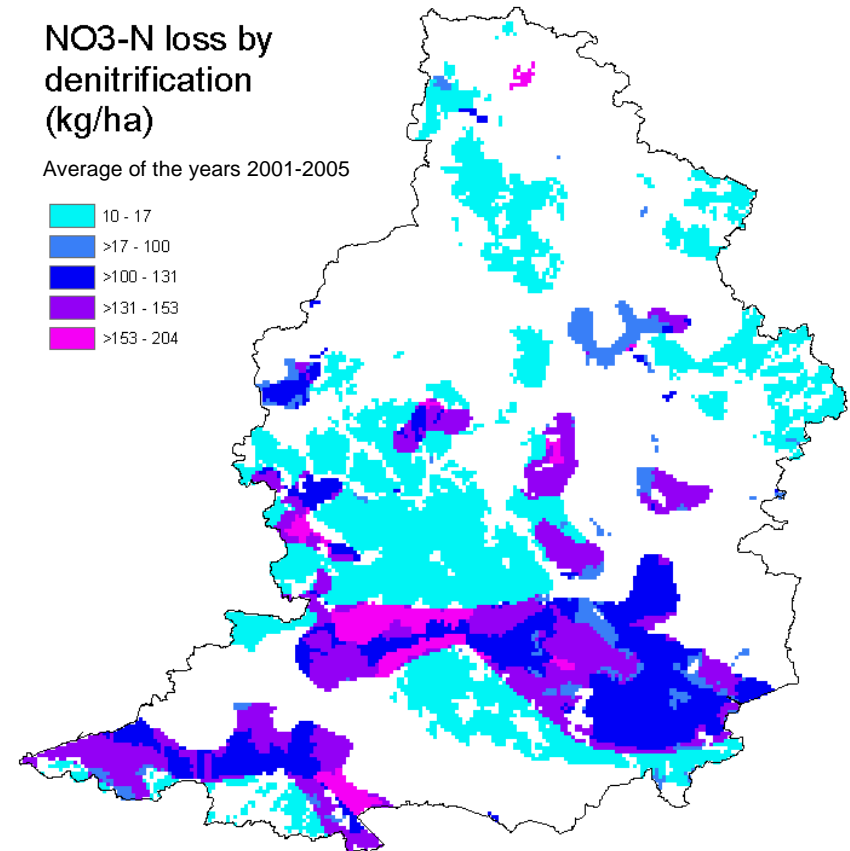 NO3-N loss by
denitrification
(kg/ha)
Average of the years 2001-2005
10 - 17
>17 - 100
>100 - 131
>131 - 153
>153 - 204